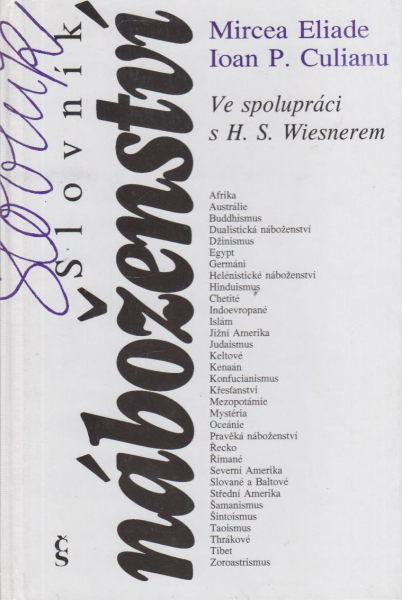 Slovník
Slovník
náboženství
Mircea Eliade
Ioan P. Culianu
Ve spolupráci
s H. S. Wiesnerem
Afrika
Austrálie
Buddhismus
Dualistická náboženství
Džinismus
Egypt
Germáni
Helénistické náboženství
Hinduismus
Chetité
Indoevropané
Islám
Jižní Amerika
Judaismus
Keltové
Kenaán
Konfucianismus
Křesťanství
Mezopotámie
Mystéria
Oceánie
Pravěká náboženství
Řecko
Římané
Severní Amerika
Slované a Baltové
Střední Amerika
Šamanismus
Šintoismus
Taoismus
Thrákové
Tibet
Zoroastrismus
čs